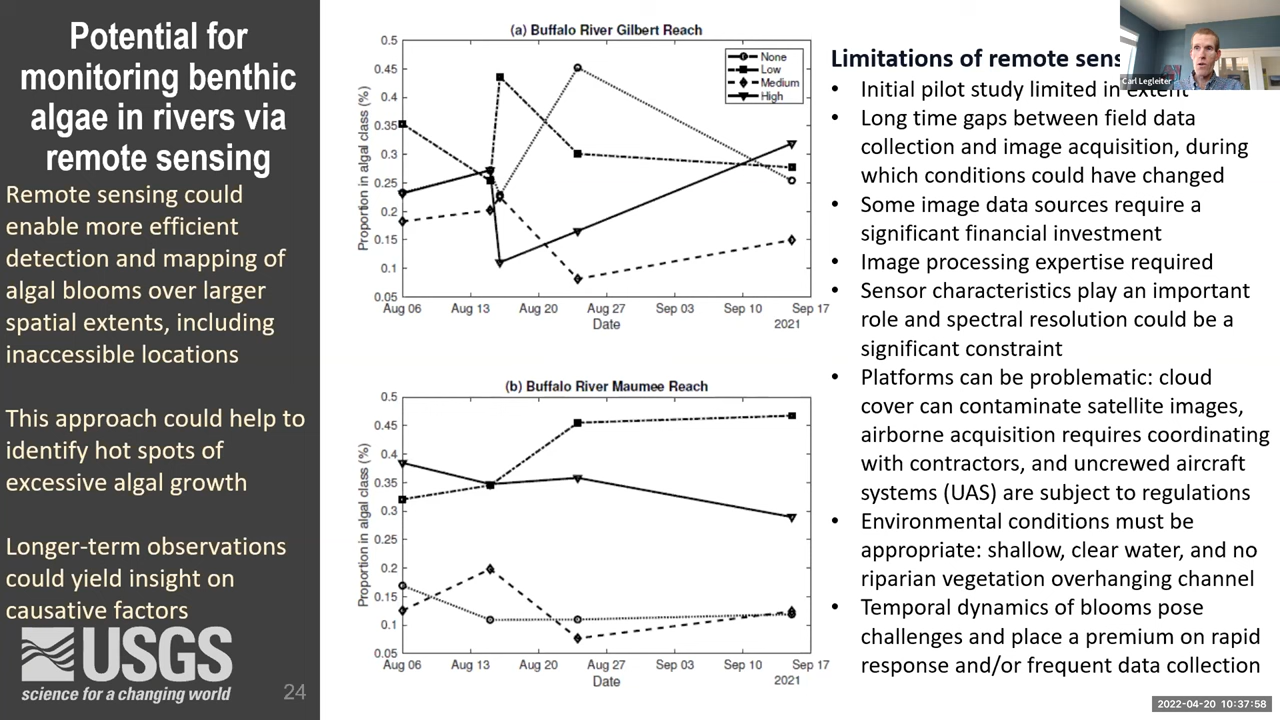 Potential for
monitoring benthic
algae in rivers via
remote sensing
Remote sensing could
enable more efficient
detection and mapping of
algal blooms over larger
spatial extents, including
inaccessible locations
This approach could help to
identify hot spots of
excessive algal growth
Longer-term observations
could yield insight on
causative factors
USGS
science for a changing world
24
(a) Buffalo River Gilbert Reach
Proportion in algal class (%)
0.5
0.45
0.4
0.35
0.3
0.25
0.2
0.15
0.1
0.05
None
Low
Medium
High
Aug 06 Aug 13 Aug 20 Aug 27 Sep 03 Sep 10 Sep 17
Date
2021
(b) Buffalo River Maumee Reach
Proportion in algal class (%)
0.5
0.45
0.4
0.35
0.3
0.25
0.2
0.15
0.1
0.05
Aug 06 Aug 13 Aug 20 Aug 27 Sep 03 Sep 10 Sep 17
Date
2021
Limitations of remote sens
Carl Legleiter
• Initial pilot study limited in extent
• Long time gaps between field data
collection and image acquisition, during
which conditions could have changed
• Some image data sources require a
significant financial investment
• Image processing expertise required
• Sensor characteristics play an important
role and spectral resolution could be a
significant constraint
• Platforms can be problematic: cloud
cover can contaminate satellite images,
airborne acquisition requires coordinating
with contractors, and uncrewed aircraft
systems (UAS) are subject to regulations
• Environmental conditions must be
appropriate: shallow, clear water, and no
riparian vegetation overhanging channel
• Temporal dynamics of blooms pose
challenges and place a premium on rapid
response and/or frequent data collection
2022-04-20 10:37:58